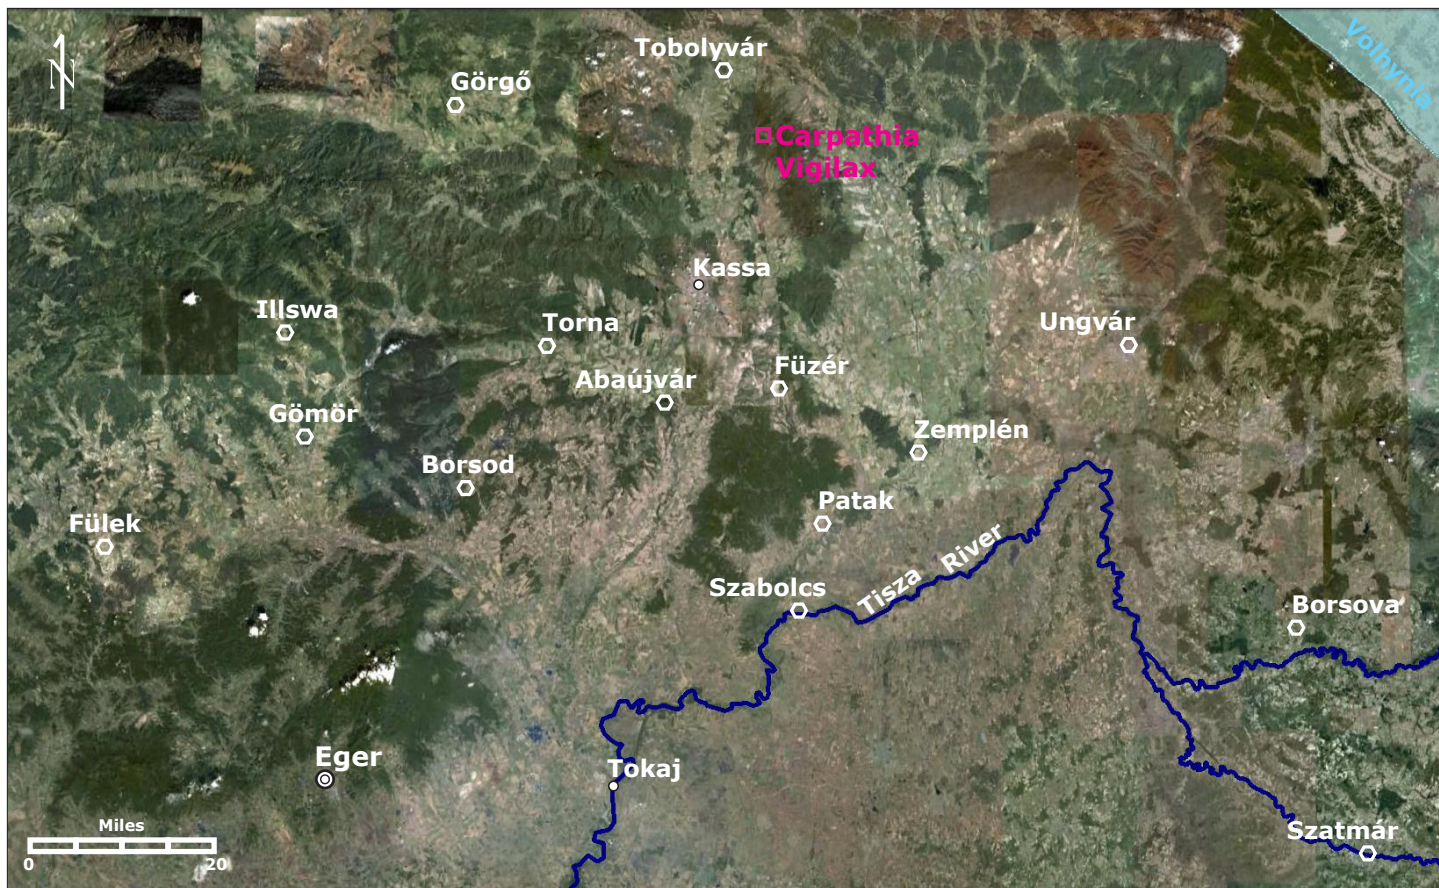 N
Tobolyvár
Volhynia
Görgő
Carpathia
Vigilax
Kassa
Illswa
Torna
Ungvár
Abaújvár
Füzér
Gömör
Zemplén
Borsod
Patak
Fülek
Tisza River
Szabolcs
Borsova
Eger
Tokaj
Miles
0 20
Szatmár